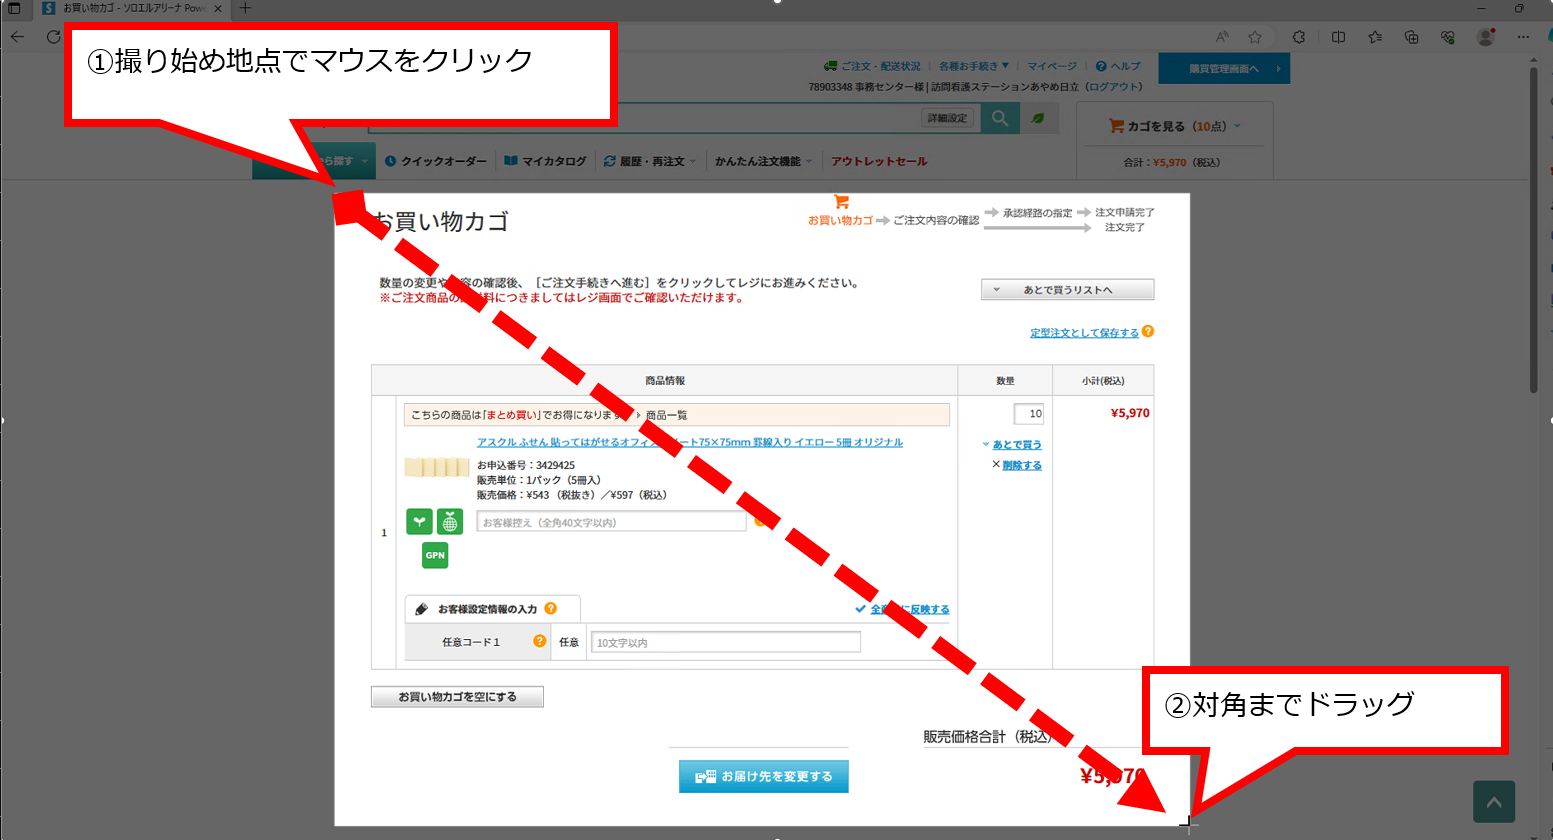 お買い物カゴ - ソロエルアリーナ Powe
①撮り始め地点でマウスをクリック
ご注文・配送状況
各種お手続き▼
マイページ
ヘルプ
購買管理画面へ
78903348 事務センター様 | 訪問看護ステーションあやめ日立（ログアウト）
詳細設定
カゴを見る（10点）
合計：¥5,970（税込）
ら探す
クイックオーダー
マイカタログ
履歴・再注文
かんたん注文機能
アウトレットセール
お買い物カゴ
お買い物カゴ
ご注文内容の確認
承認経路の指定
注文申請完了
注文完了
数量の変更や 容の確認後、［ご注文手続きへ進む］をクリックしてレジにお進みください。
※ご注文商品の 料につきましてはレジ画面でご確認いただけます。
あとで買うリストへ
定型注文として保存する
商品情報
数量
小計(税込)
こちらの商品は「まとめ買い」でお得になります 商品一覧
10
¥5,970
アスクル ふせん 貼ってはがせるオフィス ート75×75mm 罫線入り イエロー 5冊 オリジナル
あとで買う
×削除する
お申込番号：3429425
販売単位：1パック（5冊入）
販売価格：¥543（税抜き）／¥597（税込）
お客様控え（全角40文字以内）
1
GPN
お客様設定情報の入力
全 に反映する
任意コード１
任意
10文字以内
お買い物カゴを空にする
②対角までドラッグ
販売価格合計（税込）
¥5,970
お届け先を変更する